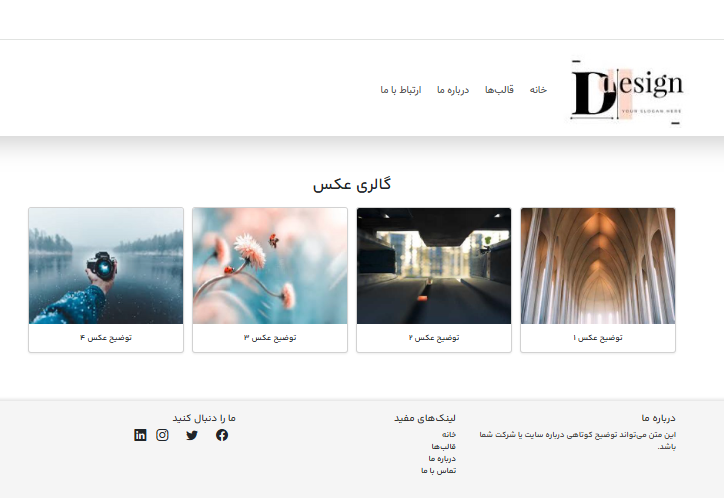 Design
YOUR SLOGAN HERE
خانه
قالب‌ها
درباره ما
ارتباط با ما
گالری عکس
توضیح عکس ۱
توضیح عکس ۲
توضیح عکس ۳
توضیح عکس ۴
درباره ما
این متن می‌تواند توضیح کوتاهی درباره سایت یا شرکت شما
باشد.
لینک‌های مفید
خانه
قالب‌ها
درباره ما
تماس با ما
ما را دنبال کنید